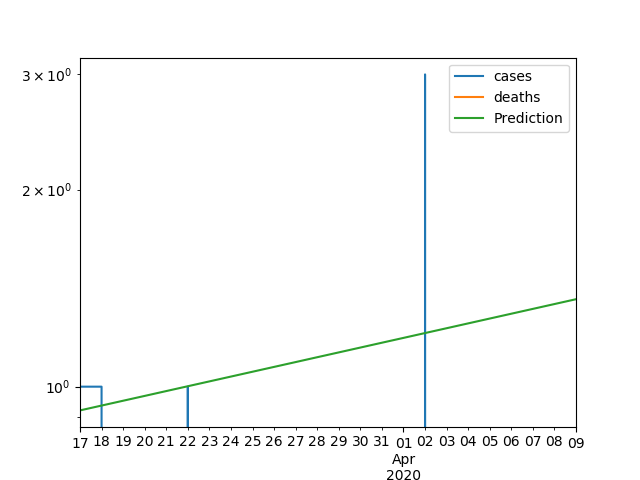 3 × 10⁰
2 × 10⁰
10⁰
cases
deaths
Prediction
17 18 19 20 21 22 23 24 25 26 27 28 29 30 31 01 02 03 04 05 06 07 08 09
Apr
2020